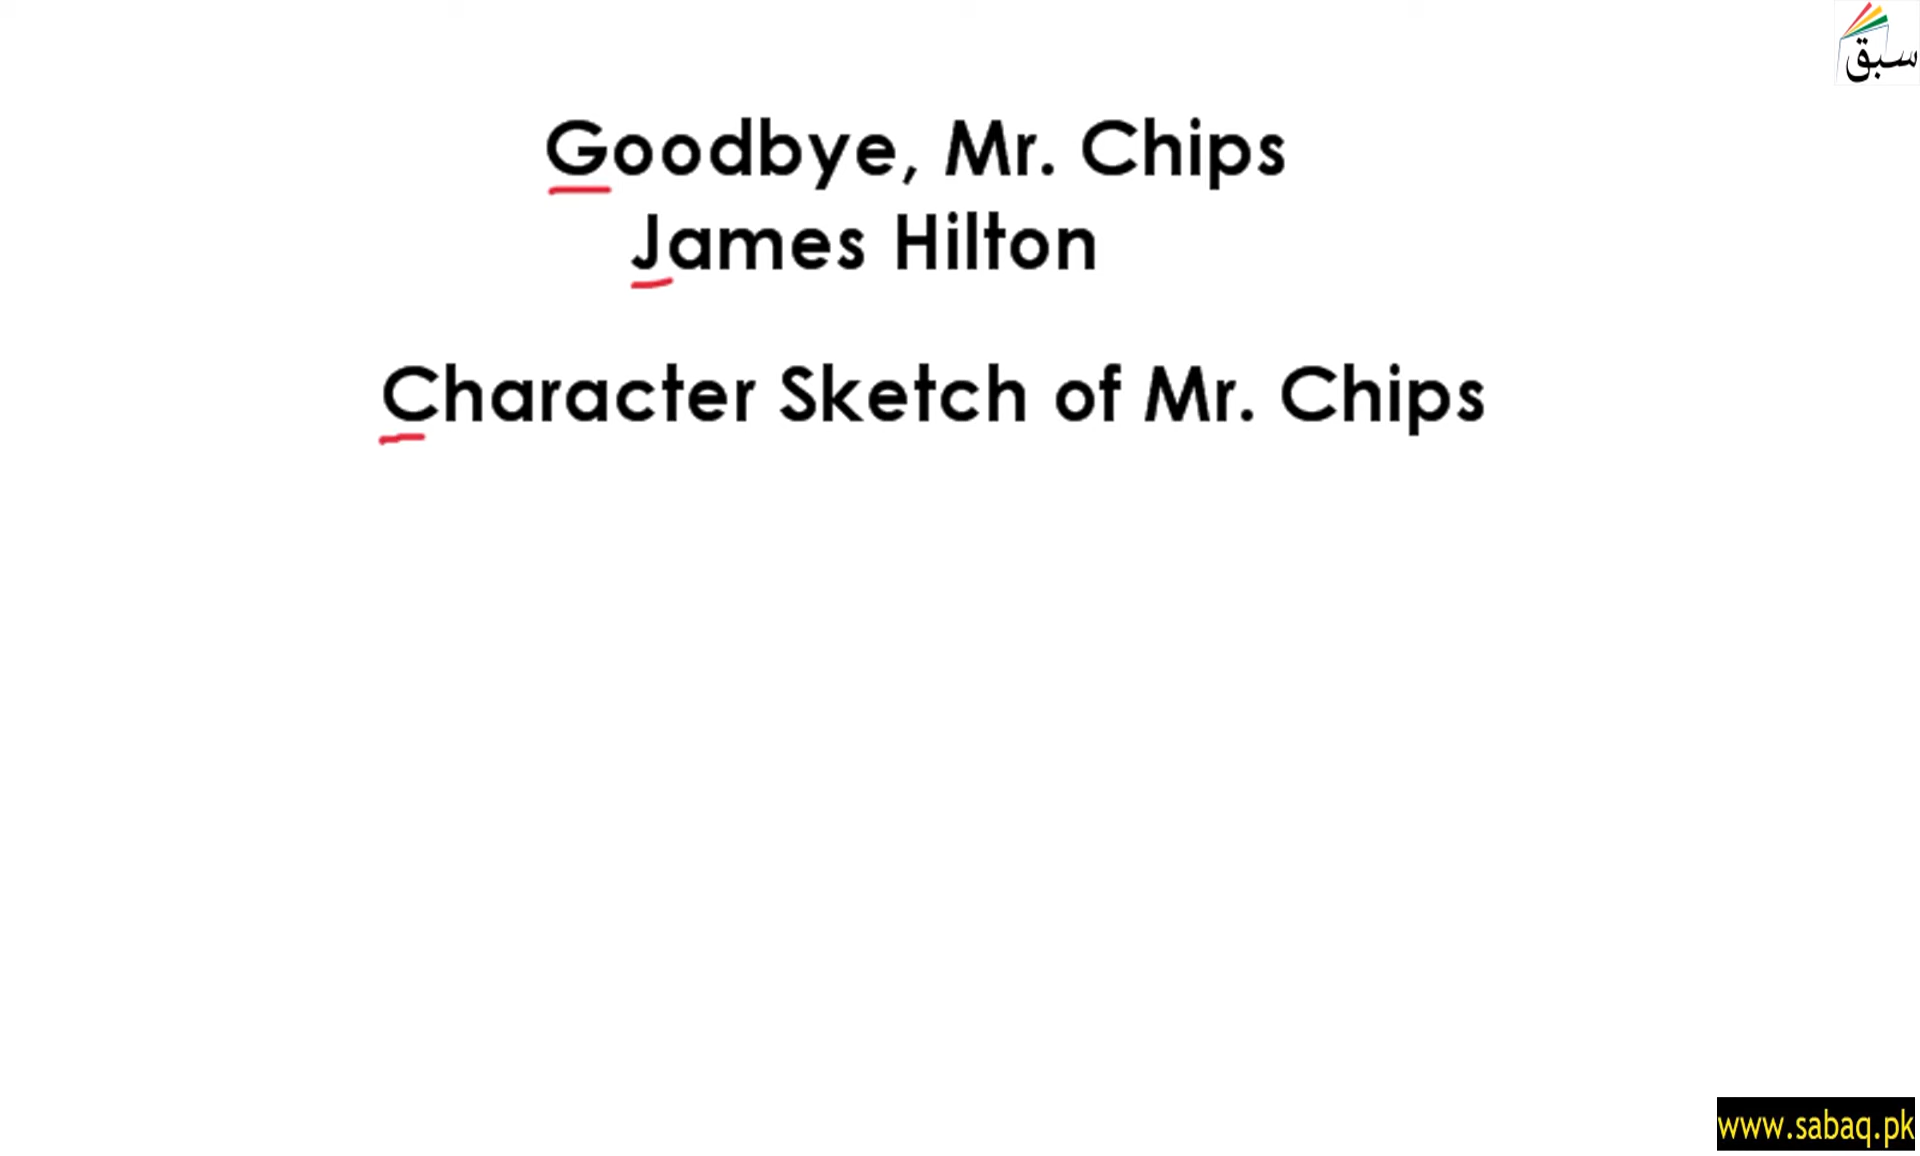 سبق
Goodbye, Mr. Chips
James Hilton
Character Sketch of Mr. Chips
www.sabaq.pk